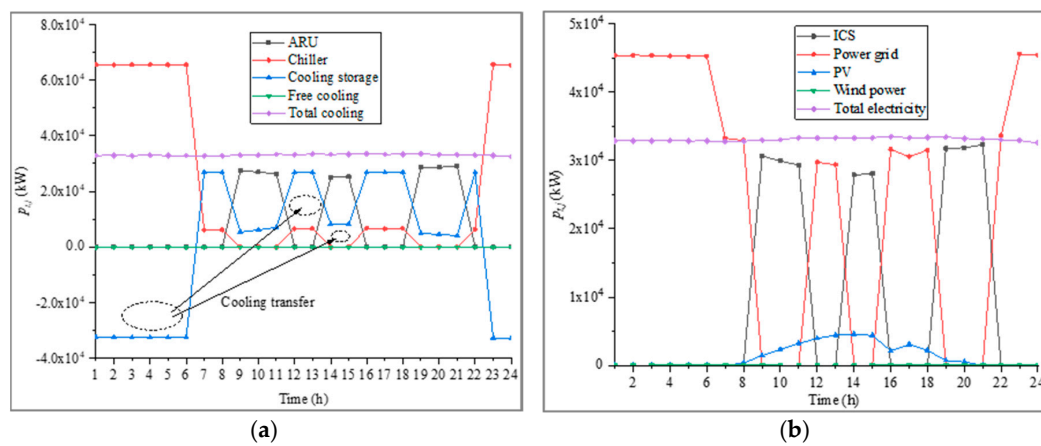 8.0x10⁴
6.0x10⁴
4.0x10⁴
2.0x10⁴
0.0
-2.0x10⁴
-4.0x10⁴
(kW)
ARU
Chiller
Cooling storage
Free cooling
Total cooling
Cooling transfer
1 2 3 4 5 6 7 8 9 10 11 12 13 14 15 16 17 18 19 20 21 22 23 24
Time (h)
(a)
5x10⁴
4x10⁴
3x10⁴
2x10⁴
1x10⁴
0
(kW)
ICS
Power grid
PV
Wind power
Total electricity
2 4 6 8 10 12 14 16 18 20 22 24
Time (h)
(b)